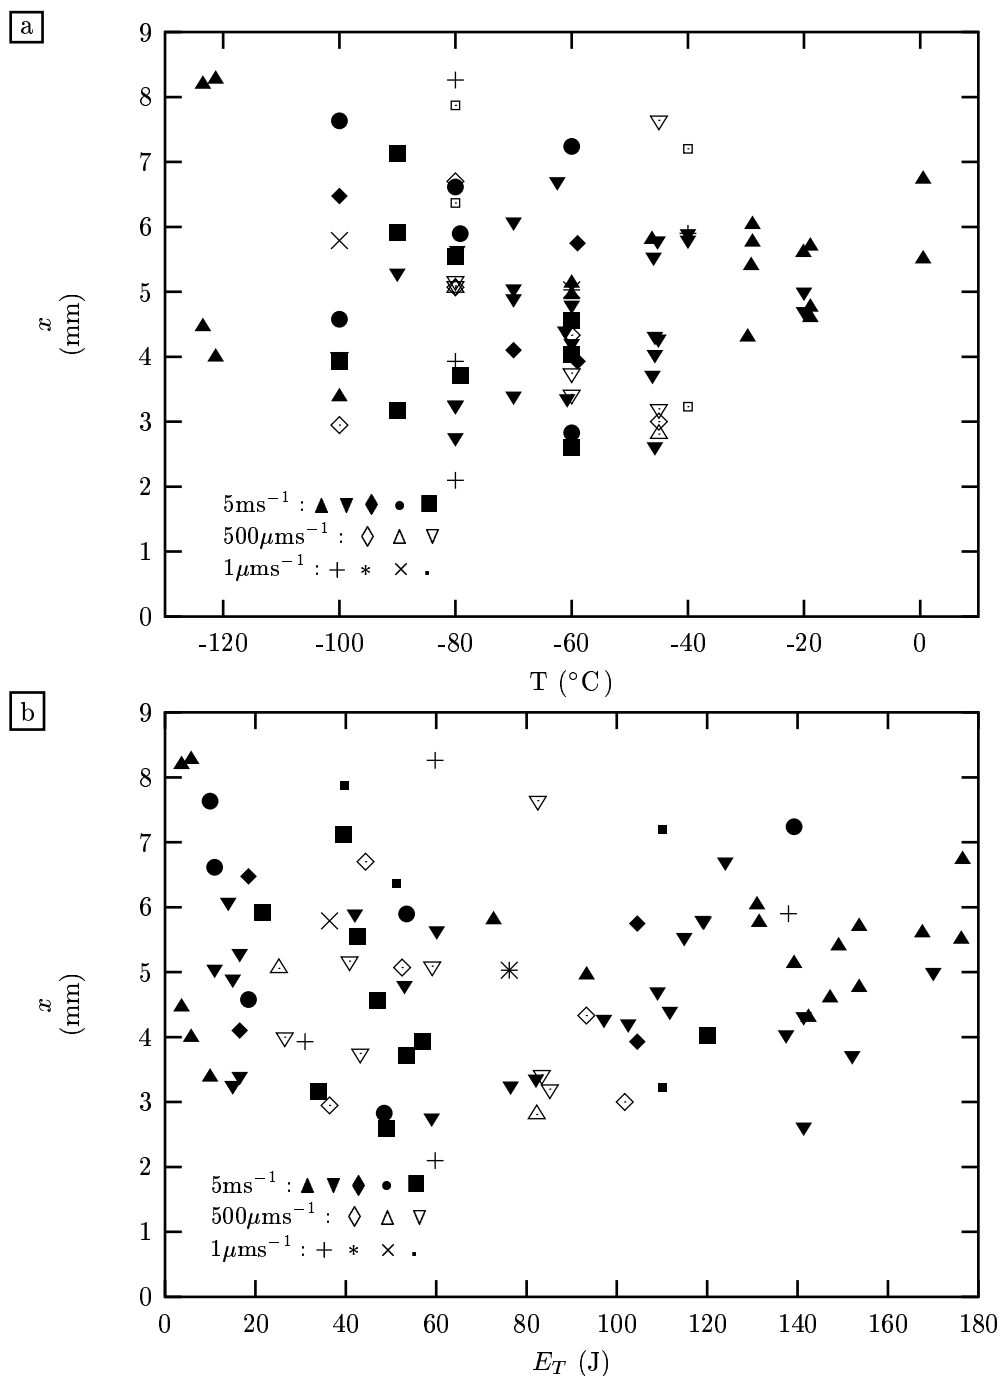 a
9
8
7
6
5
4
3
2
1
0
x
(mm)
5ms⁻¹ : ▲ ▼ ◆ ● ■
500μms⁻¹ : ◇ △ ▽
1μms⁻¹ : + * × ·
-120 -100 -80 -60 -40 -20 0
T (°C)
b
9
8
7
6
5
4
3
2
1
0
x
(mm)
5ms⁻¹ : ▲ ▼ ◆ ● ■
500μms⁻¹ : ◇ △ ▽
1μms⁻¹ : + * × ·
0 20 40 60 80 100 120 140 160 180
E_T (J)